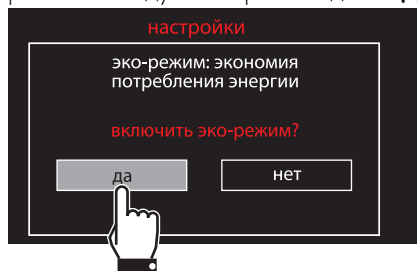 настройки
эко-режим: экономия
потребления энергии
включить эко-режим?
да
нет